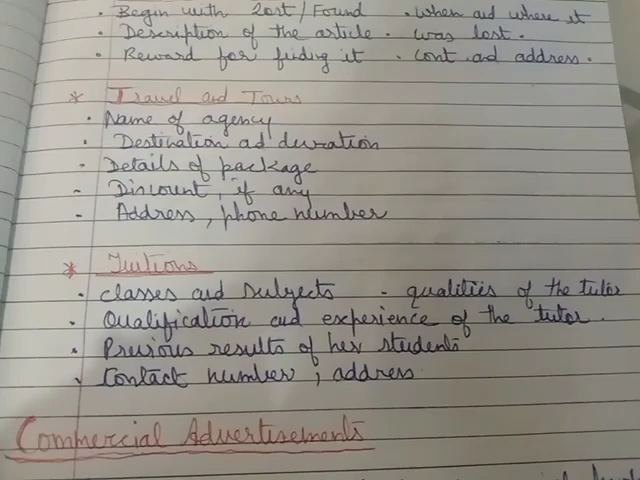 • Begin with Lost/Found • When and where it
• Description of the article • was lost.
• Reward for finding it • Cont. ad address.
* Travel and Tours
• Name of agency
• Destination ad duration
- Details of package
- Discount, if any
- Address, phone number
* Tuitions
• Classes and Subjects - qualities of the tutor
• Qualification and experience of the tutor.
• Previous results of her students
• Contact number, address
Commercial Advertisements